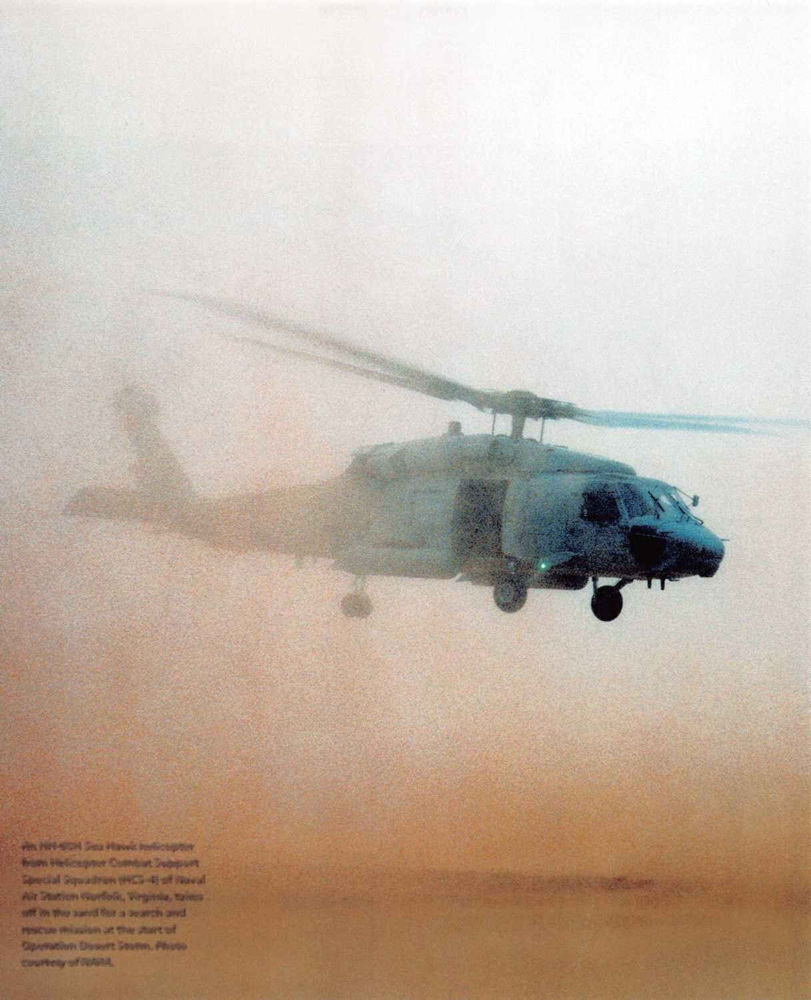 An HH-60H Sea Hawk helicopter
from Helicopter Combat Support
Special Squadron (HCS-4) of Naval
Air Station Norfolk, Virginia, takes
off in the sand for a search and
rescue mission at the start of
Operation Desert Storm. Photo
courtesy of NARA.